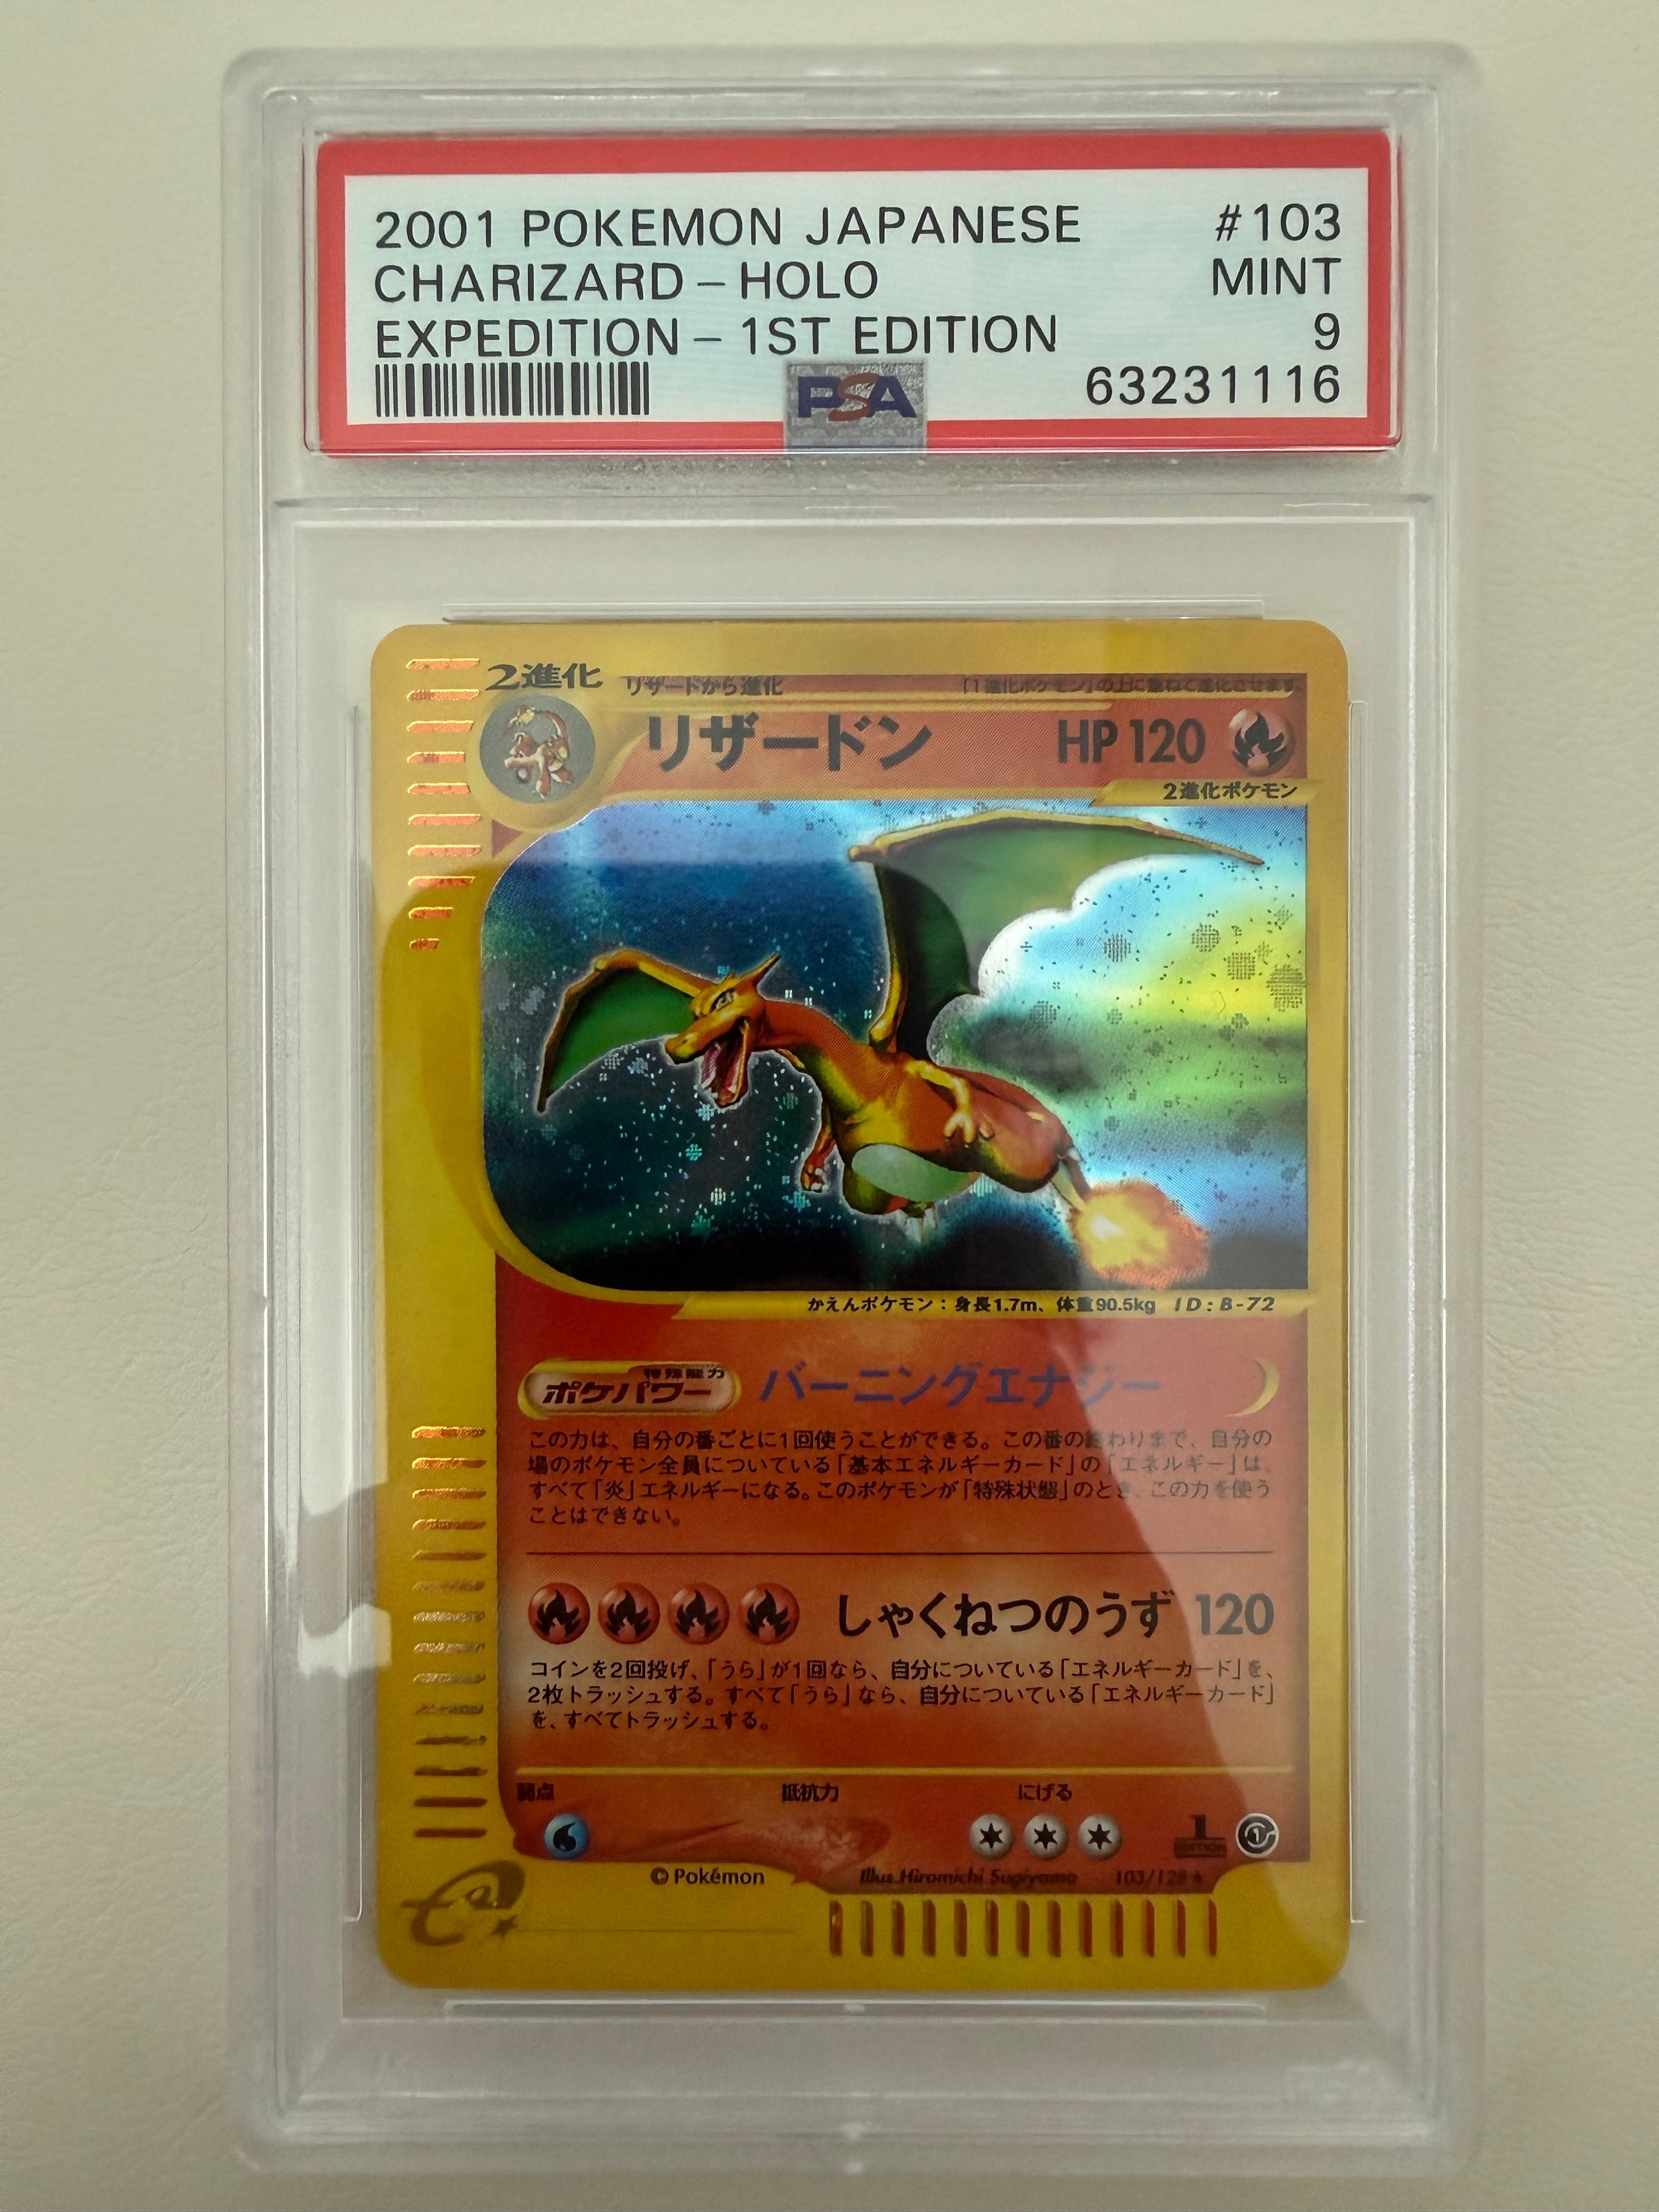 2001 POKEMON JAPANESE #103
CHARIZARD – HOLO MINT
EXPEDITION – 1ST EDITION 9
PSA 63231116
2進化 リザードから進化 「1進化ポケモン」の上に重ねて進化させます
リザードン HP 120
2進化ポケモン
かえんポケモン：身長1.7m、体重90.5kg ID:B-72
特殊能力
ポケパワー バーニングエナジー
この力は、自分の番ごとに1回使うことができる。この番の終わりまで、自分の
場のポケモン全員についている「基本エネルギーカード」の「エネルギー」は、
すべて「炎」エネルギーになる。このポケモンが「特殊状態」のとき、この力を使う
ことはできない。
しゃくねつのうず 120
コインを2回投げ、「うら」が1回なら、自分についている「エネルギーカード」を、
2枚トラッシュする。すべて「うら」なら、自分についている「エネルギーカード」
を、すべてトラッシュする。
弱点 抵抗力 にげる
1 EDITION 1
©Pokémon Illus.Hiromichi Sugiyama 103/128★
e